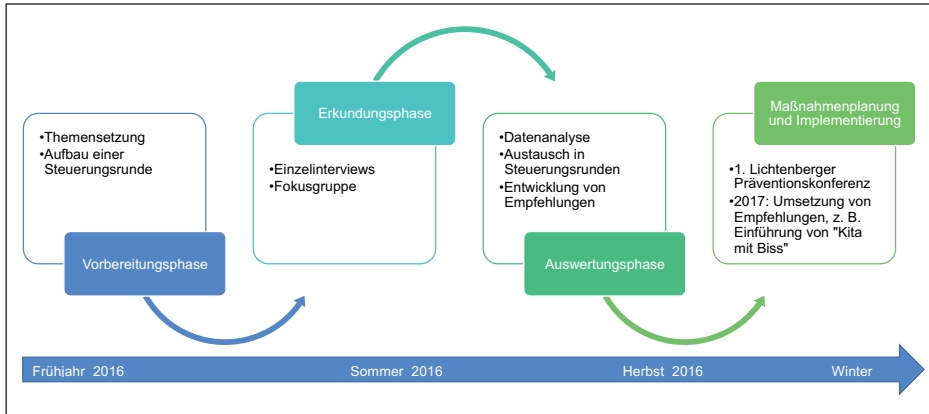 •Themensetzung
•Aufbau einer
Steuerungsrunde
Vorbereitungsphase
Erkundungsphase
•Einzelinterviews
•Fokusgruppe
•Datenanalyse
•Austausch in
Steuerungsrunden
•Entwicklung von
Empfehlungen
Auswertungsphase
Maßnahmenplanung
und Implementierung
•1. Lichtenberger
Präventionskonferenz
•2017: Umsetzung von
Empfehlungen, z. B.
Einführung von "Kita
mit Biss"
Frühjahr 2016
Sommer 2016
Herbst 2016
Winter